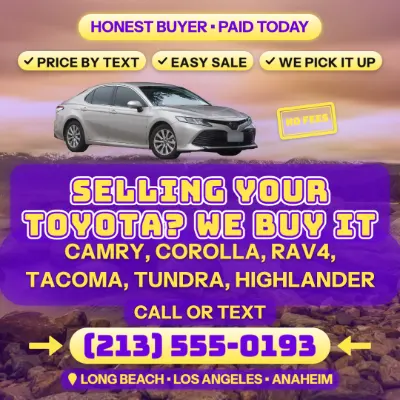 HONEST BUYER • PAID TODAY
✓ PRICE BY TEXT ✓ EASY SALE ✓ WE PICK IT UP
NO FEES
SELLING YOUR
TOYOTA? WE BUY IT
CAMRY, COROLLA, RAV4,
TACOMA, TUNDRA, HIGHLANDER
CALL OR TEXT
(213) 555-0193
LONG BEACH • LOS ANGELES • ANAHEIM